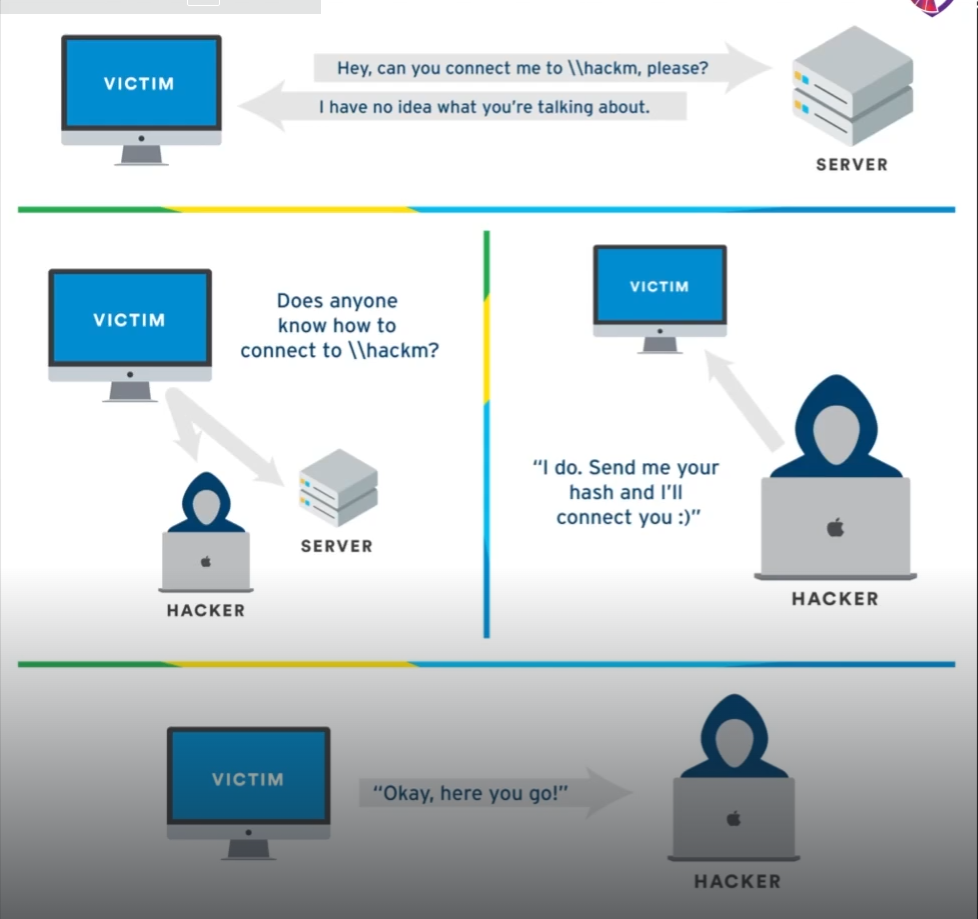 VICTIM
Hey, can you connect me to \\hackm, please?
I have no idea what you're talking about.
SERVER
VICTIM
Does anyone
know how to
connect to \\hackm?
SERVER
HACKER
VICTIM
“I do. Send me your
hash and I'll
connect you :)”
HACKER
VICTIM
“Okay, here you go!”
HACKER